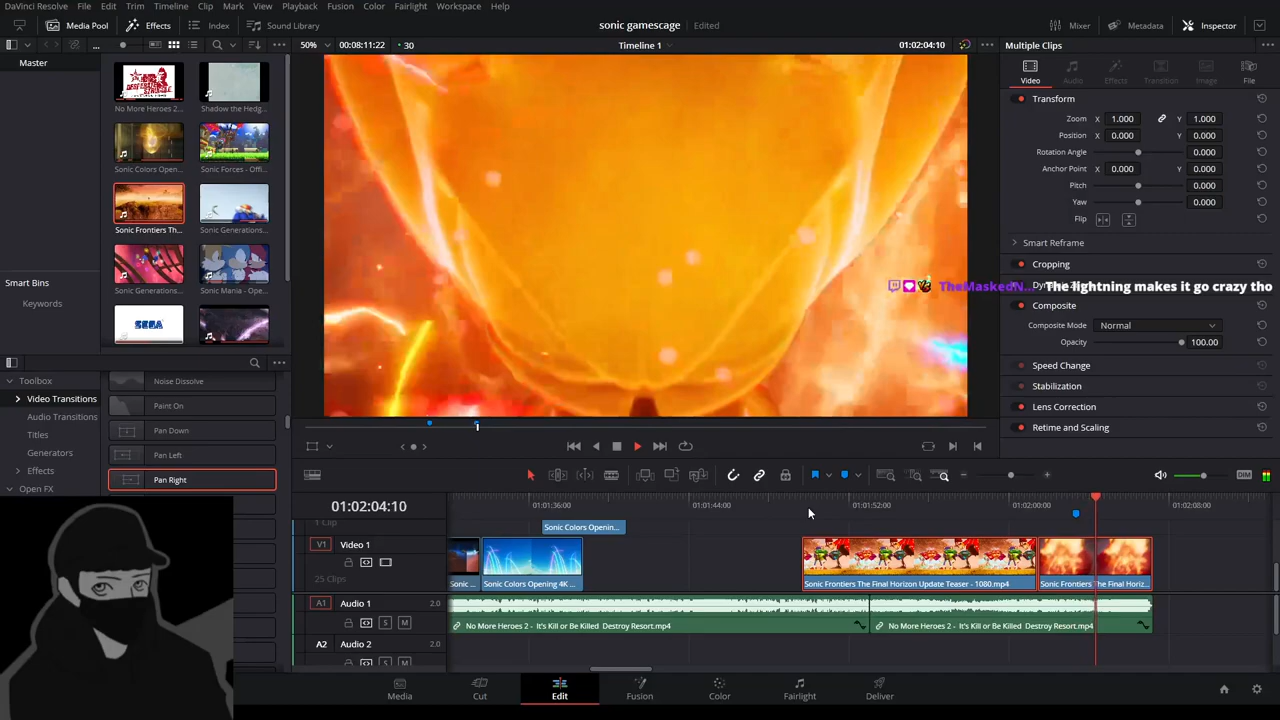 DaVinci Resolve File Edit Trim Timeline Clip Mark View Playback Fusion Color Fairlight Workspace Help
Media Pool Effects Index Sound Library sonic gamescage Edited Mixer Metadata Inspector
... 50% 00:08:11:22 30 Timeline 1 01:02:04:10 Multiple Clips
Master
Video Audio Effects Transition Image File
No More Heroes 2... Shadow the Hedg...
Transform
Zoom X 1.000 Y 1.000
Position X 0.000 Y 0.000
Rotation Angle 0.000
Sonic Colors Open... Sonic Forces - Offi...
Anchor Point X 0.000 Y 0.000
Pitch 0.000
Yaw 0.000
Flip
Sonic Frontiers Th... Sonic Generations...
Smart Reframe
Cropping
Smart Bins
TheMaskedN... The lightning makes it go crazy tho
Sonic Generations... Sonic Mania - Ope...
Keywords
Composite
SEGA
Composite Mode Normal
Opacity 100.00
Speed Change
Toolbox Noise Dissolve
Stabilization
Video Transitions Paint On
Lens Correction
Audio Transitions Pan Down
Retime and Scaling
Titles
Generators Pan Left
Effects
Open FX Pan Right
DIM
01:02:04:10 01:01:36:00 01:01:44:00 01:01:52:00 01:02:00:00 01:02:08:00
1 Clip Sonic Colors Openin...
V1 Video 1
25 Clips Sonic ... Sonic Colors Opening 4K ... Sonic Frontiers The Final Horizon Update Teaser - 1080.mp4 Sonic Frontiers The Final Horiz...
A1 Audio 1 2.0
S M No More Heroes 2 - It's Kill or Be Killed Destroy Resort.mp4 No More Heroes 2 - It's Kill or Be Killed Destroy Resort.mp4
A2 Audio 2 2.0
S M
Media Cut Edit Fusion Color Fairlight Deliver